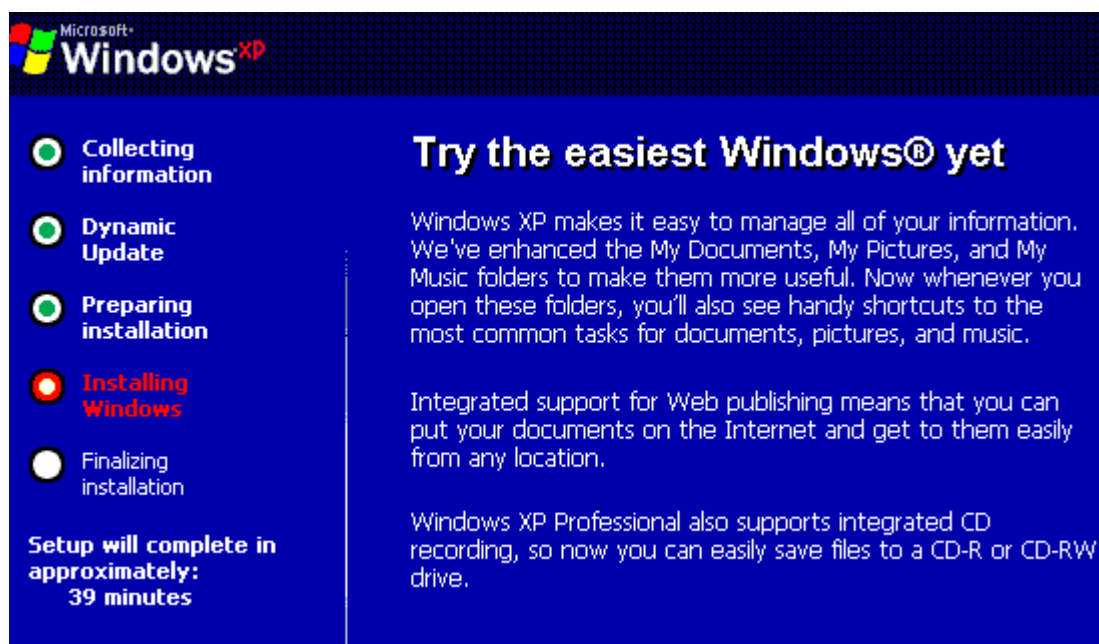 Microsoft®
Windows XP
Collecting
information
Dynamic
Update
Preparing
installation
Installing
Windows
Finalizing
installation
Setup will complete in
approximately:
39 minutes
Try the easiest Windows® yet
Windows XP makes it easy to manage all of your information.
We've enhanced the My Documents, My Pictures, and My
Music folders to make them more useful. Now whenever you
open these folders, you'll also see handy shortcuts to the
most common tasks for documents, pictures, and music.
Integrated support for Web publishing means that you can
put your documents on the Internet and get to them easily
from any location.
Windows XP Professional also supports integrated CD
recording, so now you can easily save files to a CD-R or CD-RW
drive.